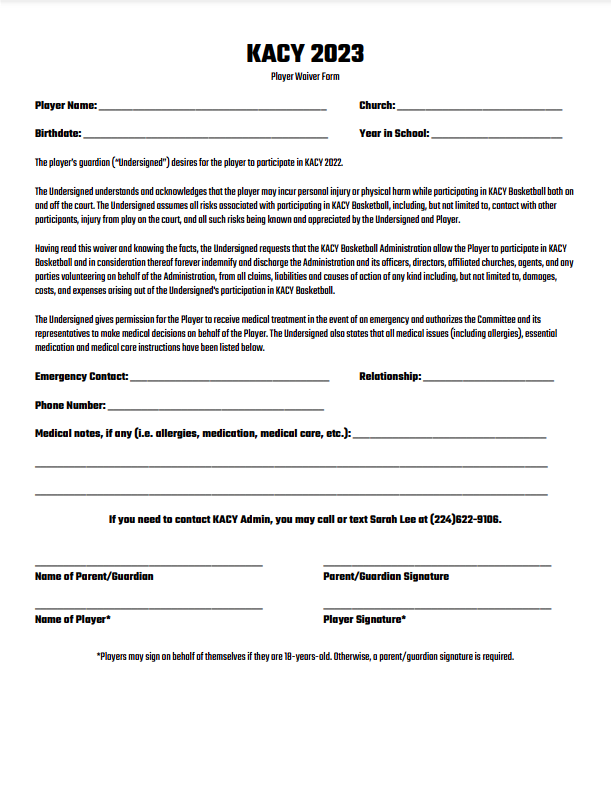 KACY 2023
Player Waiver Form
Player Name: ______________________________ Church: ______________________
Birthdate: ________________________________ Year in School: _________________
The player's guardian (“Undersigned”) desires for the player to participate in KACY 2022.
The Undersigned understands and acknowledges that the player may incur personal injury or physical harm while participating in KACY Basketball both on
and off the court. The Undersigned assumes all risks associated with participating in KACY Basketball, including, but not limited to, contact with other
participants, injury from play on the court, and all such risks being known and appreciated by the Undersigned and Player.
Having read this waiver and knowing the facts, the Undersigned requests that the KACY Basketball Administration allow the Player to participate in KACY
Basketball and in consideration thereof forever indemnify and discharge the Administration and its officers, directors, affiliated churches, agents, and any
parties volunteering on behalf of the Administration, from all claims, liabilities and causes of action of any kind including, but not limited to, damages,
costs, and expenses arising out of the Undersigned's participation in KACY Basketball.
The Undersigned gives permission for the Player to receive medical treatment in the event of an emergency and authorizes the Committee and its
representatives to make medical decisions on behalf of the Player. The Undersigned also states that all medical issues (including allergies), essential
medication and medical care instructions have been listed below.
Emergency Contact: __________________________ Relationship: _________________
Phone Number: ____________________________
Medical notes, if any (i.e. allergies, medication, medical care, etc.): _________________________
If you need to contact KACY Admin, you may call or text Sarah Lee at (224)622-9106.
Name of Parent/Guardian Parent/Guardian Signature
Name of Player* Player Signature*
*Players may sign on behalf of themselves if they are 18-years-old. Otherwise, a parent/guardian signature is required.